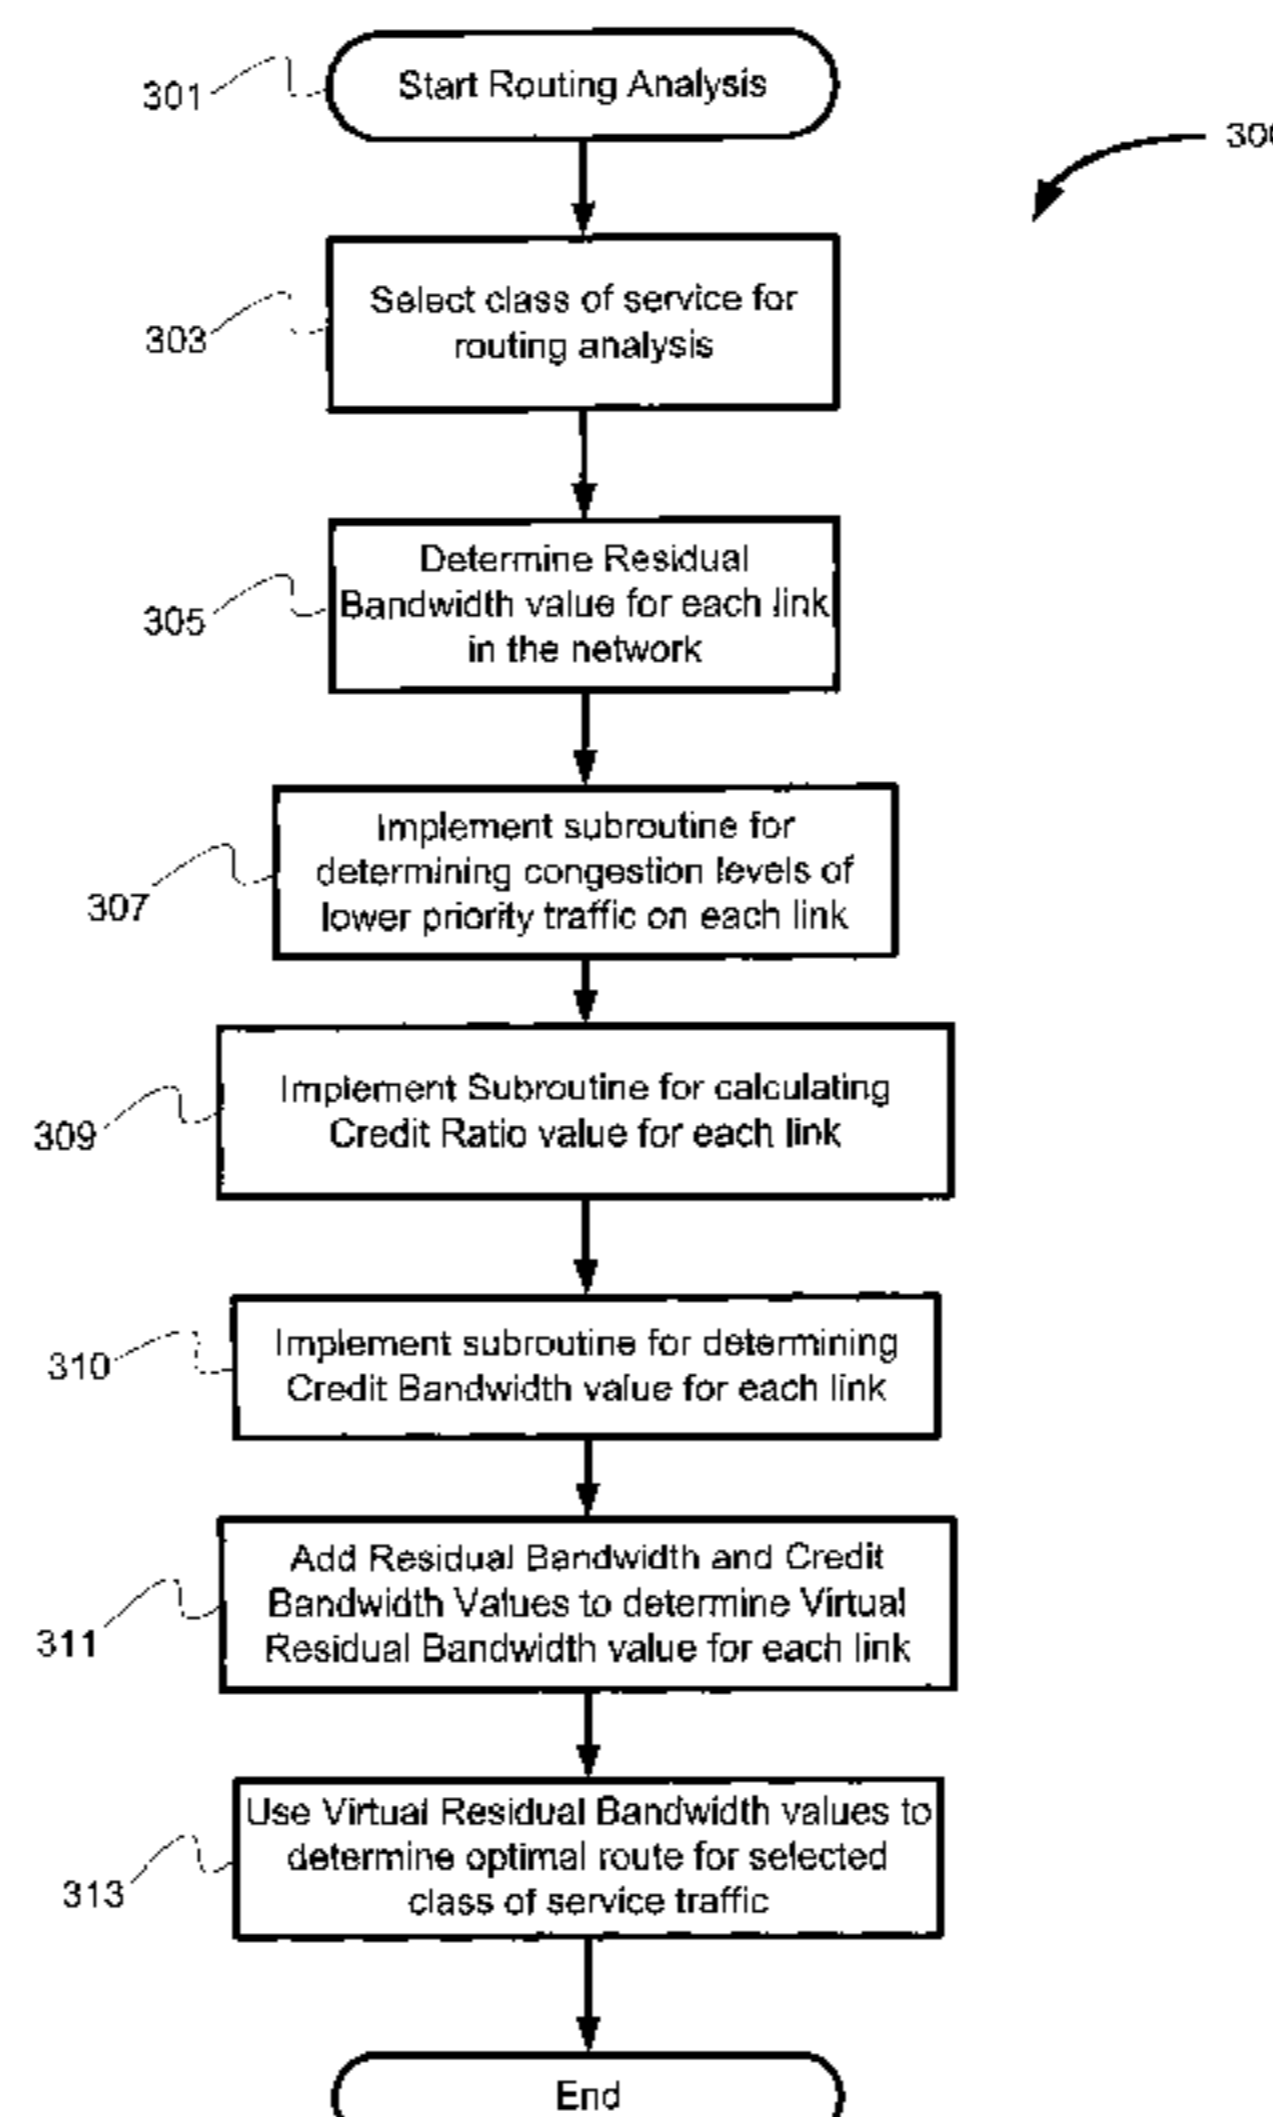 301
Start Routing Analysis
300
303
Select class of service for
routing analysis
305
Determine Residual
Bandwidth value for each link
in the network
307
Implement subroutine for
determining congestion levels of
lower priority traffic on each link
309
Implement Subroutine for calculating
Credit Ratio value for each link
310
Implement subroutine for determining
Credit Bandwidth value for each link
311
Add Residual Bandwidth and Credit
Bandwidth Values to determine Virtual
Residual Bandwidth value for each link
313
Use Virtual Residual Bandwidth values to
determine optimal route for selected
class of service traffic
End